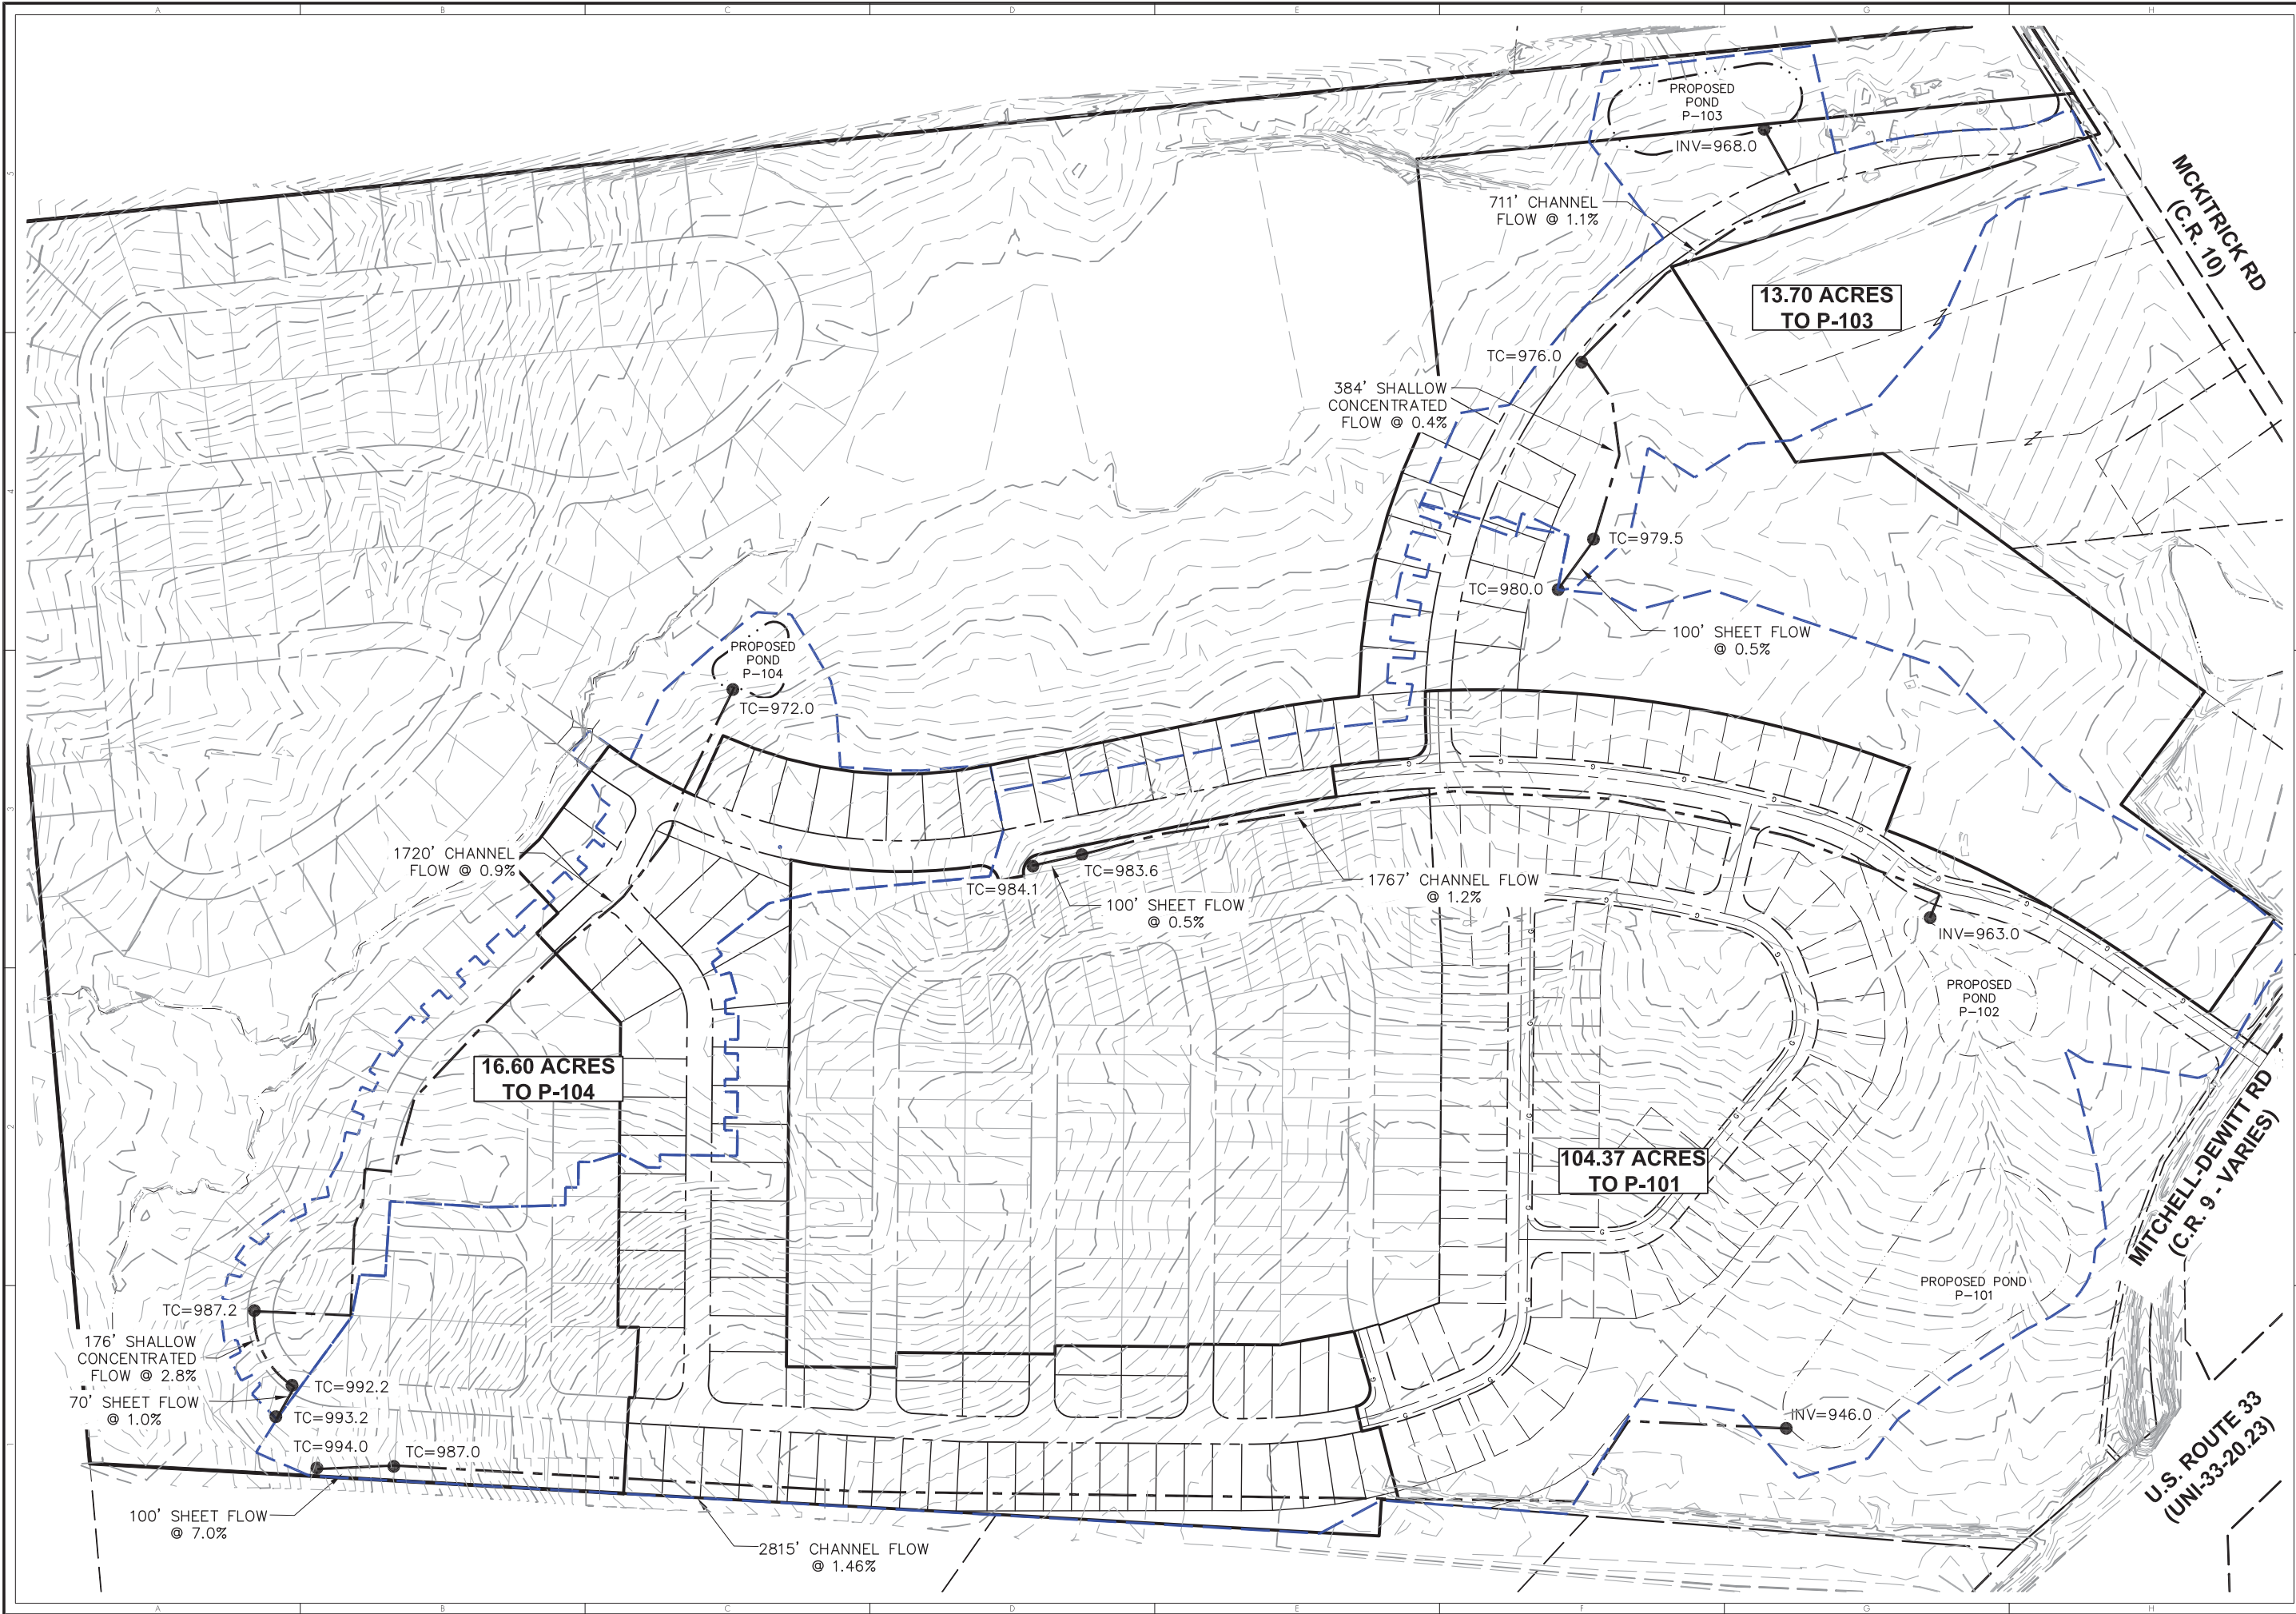 A
B
C
D
E
F
G
H
5
4
3
2
1
PROPOSED
POND
P-103
INV=968.0
MCKITRICK RD
(C.R. 10)
711' CHANNEL
FLOW @ 1.1%
13.70 ACRES
TO P-103
TC=976.0
384' SHALLOW
CONCENTRATED
FLOW @ 0.4%
TC=979.5
TC=980.0
100' SHEET FLOW
@ 0.5%
PROPOSED
POND
P-104
TC=972.0
1720' CHANNEL
FLOW @ 0.9%
TC=984.1
TC=983.6
100' SHEET FLOW
@ 0.5%
1767' CHANNEL FLOW
@ 1.2%
INV=963.0
PROPOSED
POND
P-102
16.60 ACRES
TO P-104
104.37 ACRES
TO P-101
MITCHELL-DEWITT RD
(C.R. 9 - VARIES)
PROPOSED POND
P-101
TC=987.2
176' SHALLOW
CONCENTRATED
FLOW @ 2.8%
TC=992.2
70' SHEET FLOW
@ 1.0%
TC=993.2
TC=994.0
TC=987.0
INV=946.0
U.S. ROUTE 33
(UNI-33-20.23)
100' SHEET FLOW
@ 7.0%
2815' CHANNEL FLOW
@ 1.46%
A
B
C
D
E
F
G
H